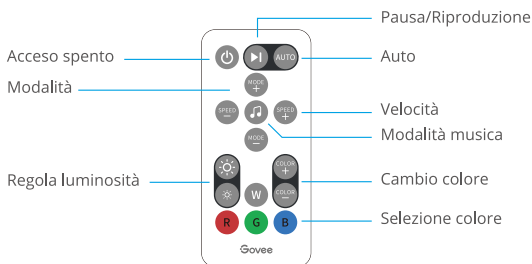 Pausa/Riproduzione
Acceso spento
AUTO
Auto
Modalità
MODE
+
SPEED
−
SPEED
+
Velocità
MODE
−
Modalità musica
Regola luminosità
COLOR
+
Cambio colore
W
COLOR
−
R G B
Selezione colore
Govee